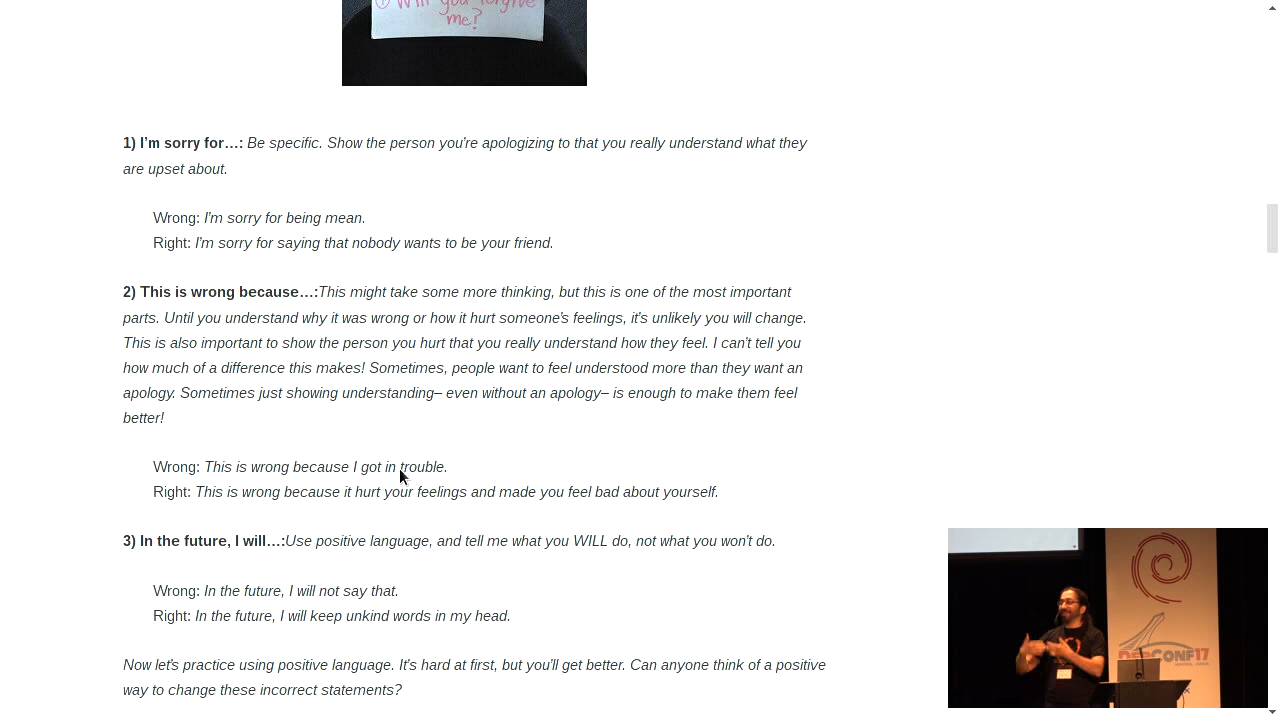 ① Will you forgive
me?
1) I'm sorry for…: Be specific. Show the person you're apologizing to that you really understand what they
are upset about.
Wrong: I'm sorry for being mean.
Right: I'm sorry for saying that nobody wants to be your friend.
2) This is wrong because…:This might take some more thinking, but this is one of the most important
parts. Until you understand why it was wrong or how it hurt someone's feelings, it's unlikely you will change.
This is also important to show the person you hurt that you really understand how they feel. I can't tell you
how much of a difference this makes! Sometimes, people want to feel understood more than they want an
apology. Sometimes just showing understanding– even without an apology– is enough to make them feel
better!
Wrong: This is wrong because I got in trouble.
Right: This is wrong because it hurt your feelings and made you feel bad about yourself.
3) In the future, I will…:Use positive language, and tell me what you WILL do, not what you won't do.
Wrong: In the future, I will not say that.
Right: In the future, I will keep unkind words in my head.
Now let's practice using positive language. It's hard at first, but you'll get better. Can anyone think of a positive
way to change these incorrect statements?
DEBCONF17